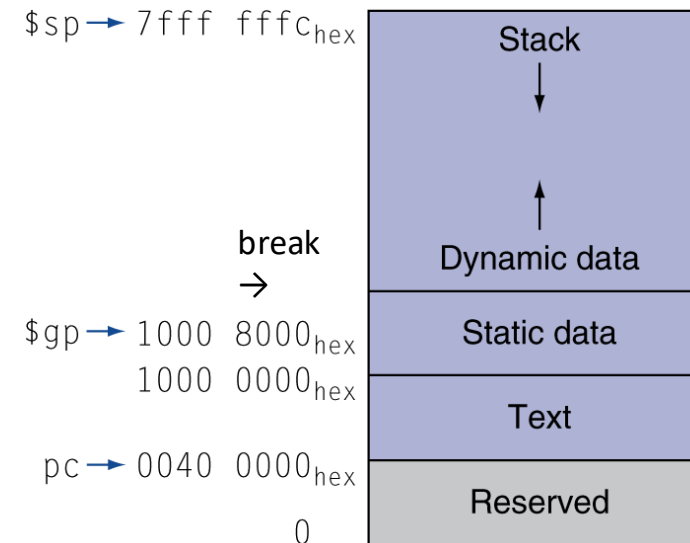 $sp → 7fff fffc hex
Stack
break
→
Dynamic data
$gp → 1000 8000 hex
Static data
1000 0000 hex
Text
pc → 0040 0000 hex
Reserved
0